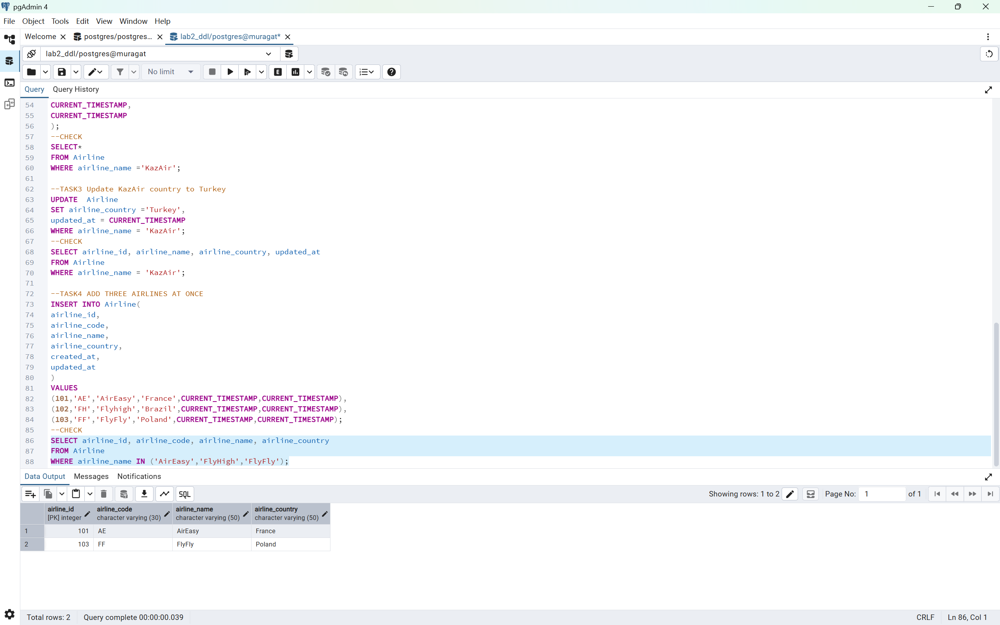 pgAdmin 4
File Object Tools Edit View Window Help
Welcome postgres/postgres... lab2_ddl/postgres@muragat*
lab2_ddl/postgres@muragat
No limit
Query Query History
54 CURRENT_TIMESTAMP,
55 CURRENT_TIMESTAMP
56 );
57 --CHECK
58 SELECT*
59 FROM Airline
60 WHERE airline_name ='KazAir';
61
62 --TASK3 Update KazAir country to Turkey
63 UPDATE  Airline
64 SET airline_country ='Turkey',
65 updated_at = CURRENT_TIMESTAMP
66 WHERE airline_name = 'KazAir';
67 --CHECK
68 SELECT airline_id, airline_name, airline_country, updated_at
69 FROM Airline
70 WHERE airline_name = 'KazAir';
71
72 --TASK4 ADD THREE AIRLINES AT ONCE
73 INSERT INTO Airline(
74 airline_id,
75 airline_code,
76 airline_name,
77 airline_country,
78 created_at,
79 updated_at
80 )
81 VALUES
82 (101,'AE','AirEasy','France',CURRENT_TIMESTAMP,CURRENT_TIMESTAMP),
83 (102,'FH','Flyhigh','Brazil',CURRENT_TIMESTAMP,CURRENT_TIMESTAMP),
84 (103,'FF','FlyFly','Poland',CURRENT_TIMESTAMP,CURRENT_TIMESTAMP);
85 --CHECK
86 SELECT airline_id, airline_code, airline_name, airline_country
87 FROM Airline
88 WHERE airline_name IN ('AirEasy','FlyHigh','FlyFly');
Data Output Messages Notifications
SQL Showing rows: 1 to 2 Page No: 1 of 1
airline_id airline_code airline_name airline_country
[PK] integer character varying (30) character varying (50) character varying (50)
1 101 AE AirEasy France
2 103 FF FlyFly Poland
Total rows: 2 Query complete 00:00:00.039 CRLF Ln 86, Col 1